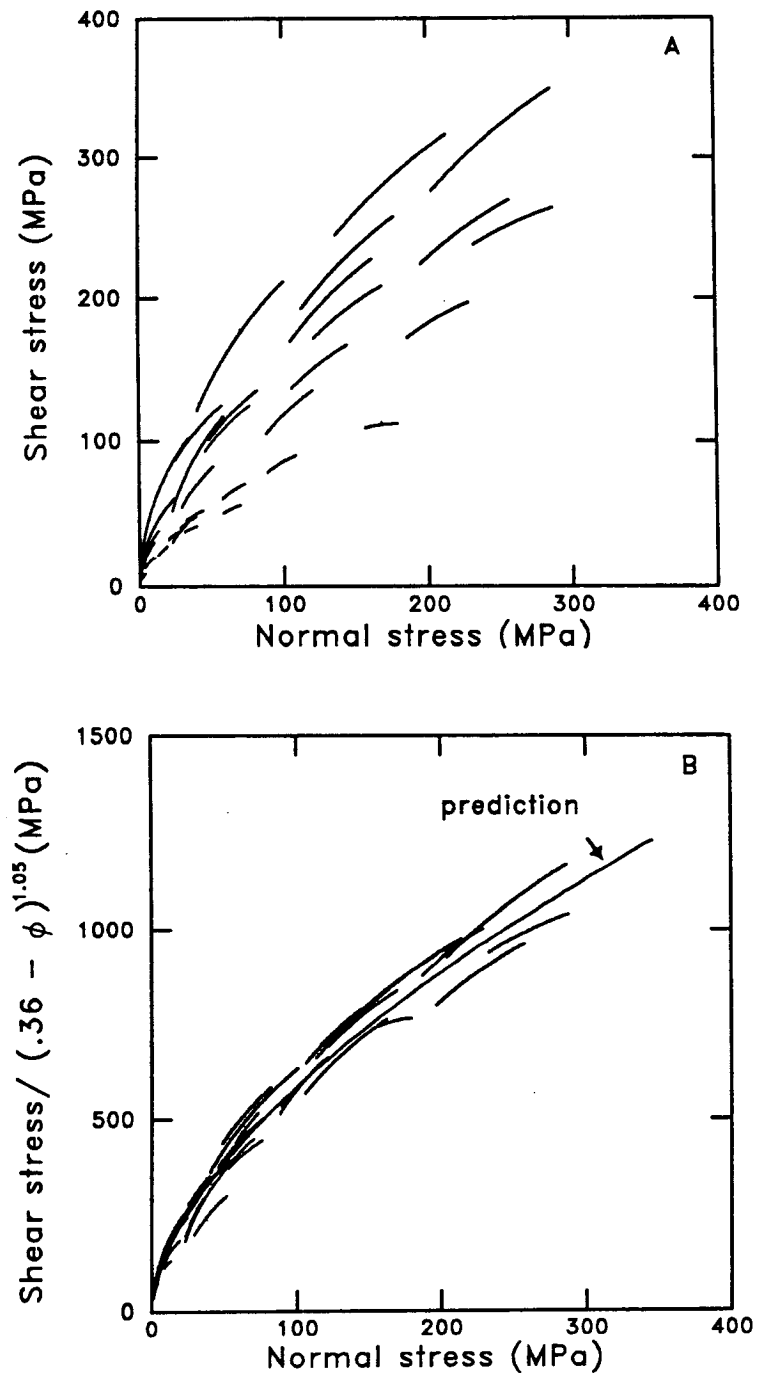 400
A
300
200
100
0
Shear stress (MPa)
0 100 200 300 400
Normal stress (MPa)
1500
B
prediction
1000
500
0
Shear stress/ (.36 − ϕ)^1.05 (MPa)
0 100 200 300 400
Normal stress (MPa)